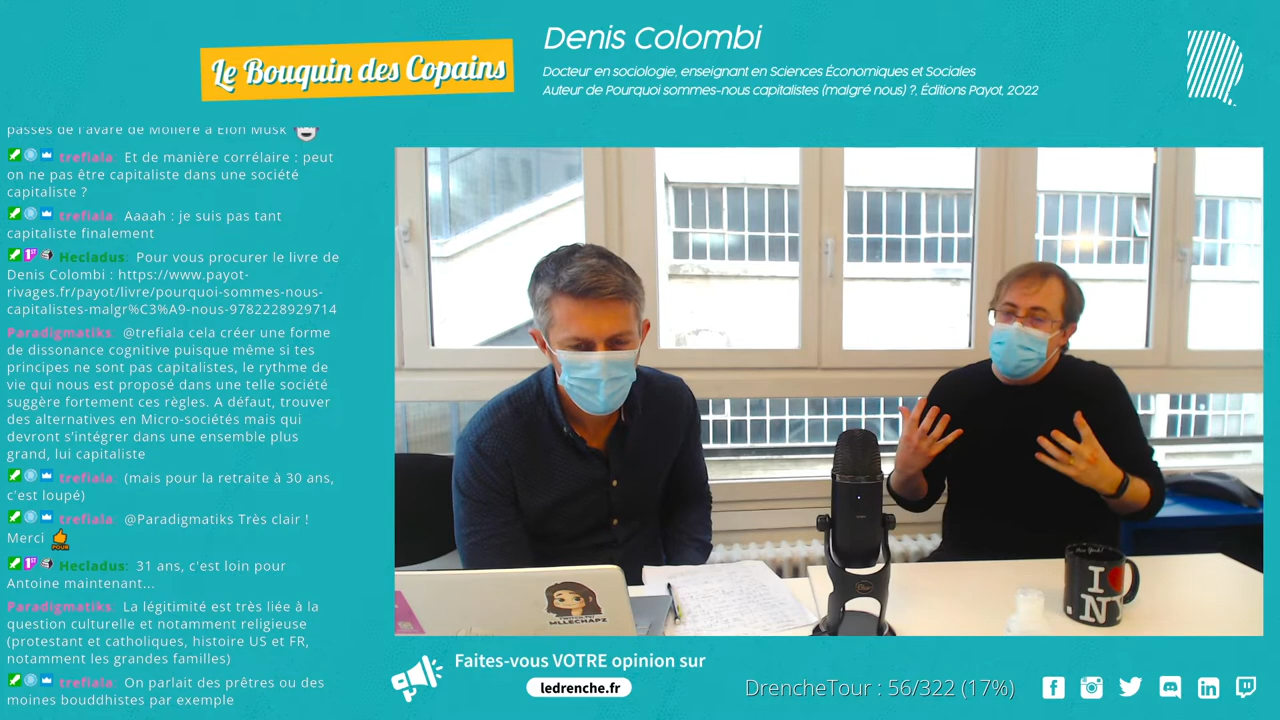 Le Bouquin des Copains
Denis Colombi
Docteur en sociologie, enseignant en Sciences Économiques et Sociales
Auteur de Pourquoi sommes-nous capitalistes (malgré nous) ?, Éditions Payot, 2022
passés de l'avare de Molière à Elon Musk
trefiala: Et de manière corrélaire : peut
on ne pas être capitaliste dans une société
capitaliste ?
trefiala: Aaaah : je suis pas tant
capitaliste finalement
Hecladus: Pour vous procurer le livre de
Denis Colombi : https://www.payot-
rivages.fr/payot/livre/pourquoi-sommes-nous-
capitalistes-malgr%C3%A9-nous-9782228929714
Paradigmatiks: @trefiala cela créer une forme
de dissonance cognitive puisque même si tes
principes ne sont pas capitalistes, le rythme de
vie qui nous est proposé dans une telle société
suggère fortement ces règles. A défaut, trouver
des alternatives en Micro-sociétés mais qui
devront s'intégrer dans une ensemble plus
grand, lui capitaliste
trefiala: (mais pour la retraite à 30 ans,
c'est loupé)
trefiala: @Paradigmatiks Très clair !
Merci
POUR
Hecladus: 31 ans, c'est loin pour
Antoine maintenant...
Paradigmatiks: La légitimité est très liée à la
question culturelle et notamment religieuse
(protestant et catholiques, histoire US et FR,
notamment les grandes familles)
trefiala: On parlait des prêtres ou des
moines bouddhistes par exemple
MLLECHAPZ
I
NY
Faites-vous VOTRE opinion sur
ledrenche.fr
DrencheTour : 56/322 (17%)